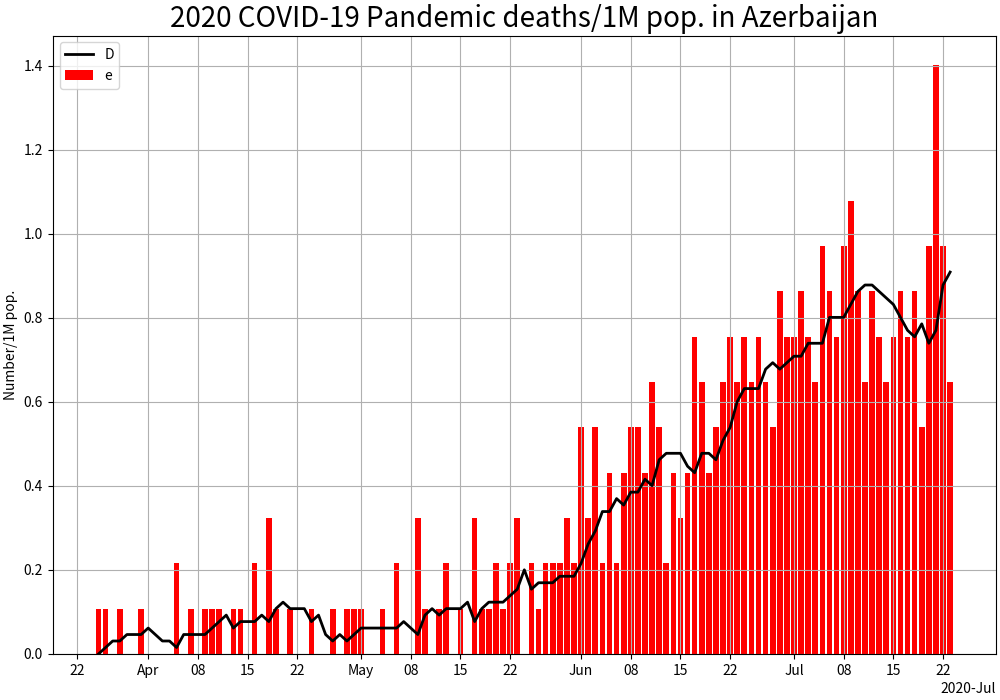 2020 COVID-19 Pandemic deaths/1M pop. in Azerbaijan
D
e
Number/1M pop.
1.4
1.2
1.0
0.8
0.6
0.4
0.2
0.0
22 Apr 08 15 22 May 08 15 22 Jun 08 15 22 Jul 08 15 22
2020-Jul